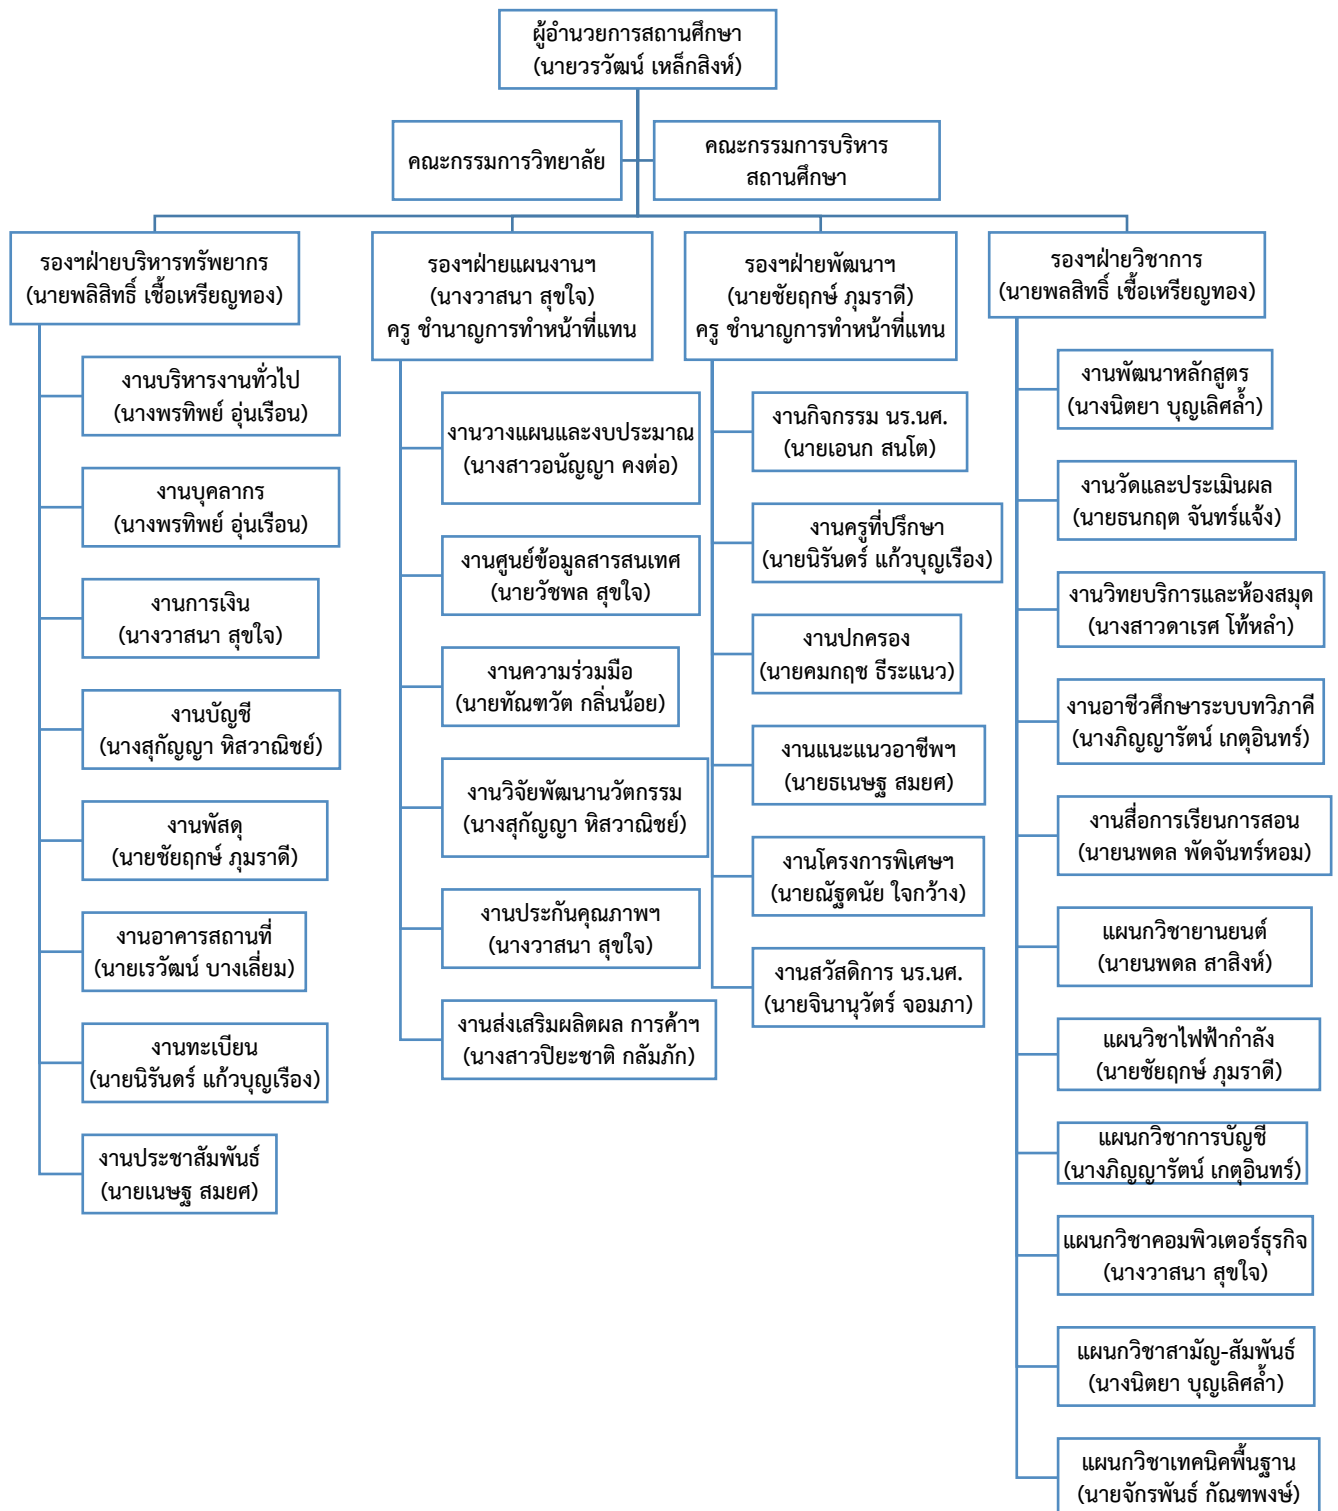 ผู้อำนวยการสถานศึกษา
(นายวรวัฒน์ เหล็กสิงห์)
คณะกรรมการวิทยาลัย
คณะกรรมการบริหาร
สถานศึกษา
รองฯฝ่ายบริหารทรัพยากร
(นายพลิสิทธิ์ เชื้อเหรียญทอง)
งานบริหารงานทั่วไป
(นางพรทิพย์ อุ่นเรือน)
งานบุคลากร
(นางพรทิพย์ อุ่นเรือน)
งานการเงิน
(นางวาสนา สุขใจ)
งานบัญชี
(นางสุกัญญา หิสวาณิชย์)
งานพัสดุ
(นายชัยฤกษ์ ภุมราดี)
งานอาคารสถานที่
(นายเรวัฒน์ บางเลี่ยม)
งานทะเบียน
(นายนิรันดร์ แก้วบุญเรือง)
งานประชาสัมพันธ์
(นายเนษฐ สมยศ)
รองฯฝ่ายแผนงานฯ
(นางวาสนา สุขใจ)
ครู ชำนาญการทำหน้าที่แทน
งานวางแผนและงบประมาณ
(นางสาวอนัญญา คงต่อ)
งานศูนย์ข้อมูลสารสนเทศ
(นายวัชพล สุขใจ)
งานความร่วมมือ
(นายทัณฑวัต กลิ่นน้อย)
งานวิจัยพัฒนานวัตกรรม
(นางสุกัญญา หิสวาณิชย์)
งานประกันคุณภาพฯ
(นางวาสนา สุขใจ)
งานส่งเสริมผลิตผล การค้าฯ
(นางสาวปิยะชาติ กลัมภัก)
รองฯฝ่ายพัฒนาฯ
(นายชัยฤกษ์ ภุมราดี)
ครู ชำนาญการทำหน้าที่แทน
งานกิจกรรม นร.นศ.
(นายเอนก สนโต)
งานครูที่ปรึกษา
(นายนิรันดร์ แก้วบุญเรือง)
งานปกครอง
(นายคมกฤช ธีระแนว)
งานแนะแนวอาชีพฯ
(นายธเนษฐ สมยศ)
งานโครงการพิเศษฯ
(นายณัฐดนัย ใจกว้าง)
งานสวัสดิการ นร.นศ.
(นายจินานุวัตร์ จอมภา)
รองฯฝ่ายวิชาการ
(นายพลสิทธิ์ เชื้อเหรียญทอง)
งานพัฒนาหลักสูตร
(นางนิตยา บุญเลิศล้ำ)
งานวัดและประเมินผล
(นายธนกฤต จันทร์แจ้ง)
งานวิทยบริการและห้องสมุด
(นางสาวดาเรศ โท้หลำ)
งานอาชีวศึกษาระบบทวิภาคี
(นางภิญญารัตน์ เกตุอินทร์)
งานสื่อการเรียนการสอน
(นายนพดล พัดจันทร์หอม)
แผนกวิชายานยนต์
(นายนพดล สาสิงห์)
แผนวิชาไฟฟ้ากำลัง
(นายชัยฤกษ์ ภุมราดี)
แผนกวิชาการบัญชี
(นางภิญญารัตน์ เกตุอินทร์)
แผนกวิชาคอมพิวเตอร์ธุรกิจ
(นางวาสนา สุขใจ)
แผนกวิชาสามัญ-สัมพันธ์
(นางนิตยา บุญเลิศล้ำ)
แผนกวิชาเทคนิคพื้นฐาน
(นายจักรพันธ์ กัณฑพงษ์)